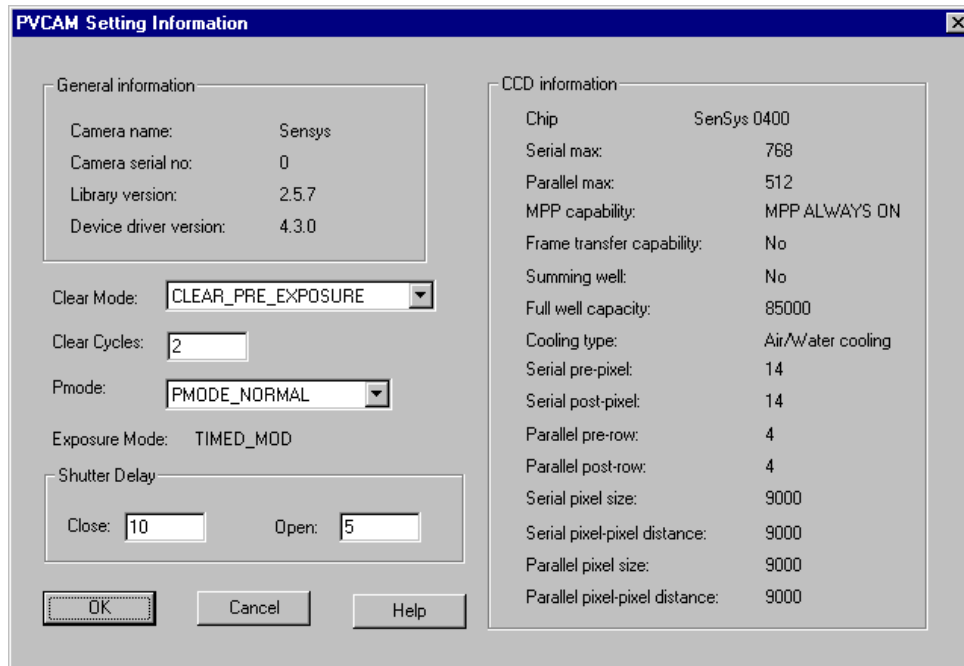 PVCAM Setting Information
General information
Camera name: Sensys
Camera serial no: 0
Library version: 2.5.7
Device driver version: 4.3.0
Clear Mode: CLEAR_PRE_EXPOSURE
Clear Cycles: 2
Pmode: PMODE_NORMAL
Exposure Mode: TIMED_MOD
Shutter Delay
Close: 10 Open: 5
OK Cancel Help
CCD information
Chip SenSys 0400
Serial max: 768
Parallel max: 512
MPP capability: MPP ALWAYS ON
Frame transfer capability: No
Summing well: No
Full well capacity: 85000
Cooling type: Air/Water cooling
Serial pre-pixel: 14
Serial post-pixel: 14
Parallel pre-row: 4
Parallel post-row: 4
Serial pixel size: 9000
Serial pixel-pixel distance: 9000
Parallel pixel size: 9000
Parallel pixel-pixel distance: 9000